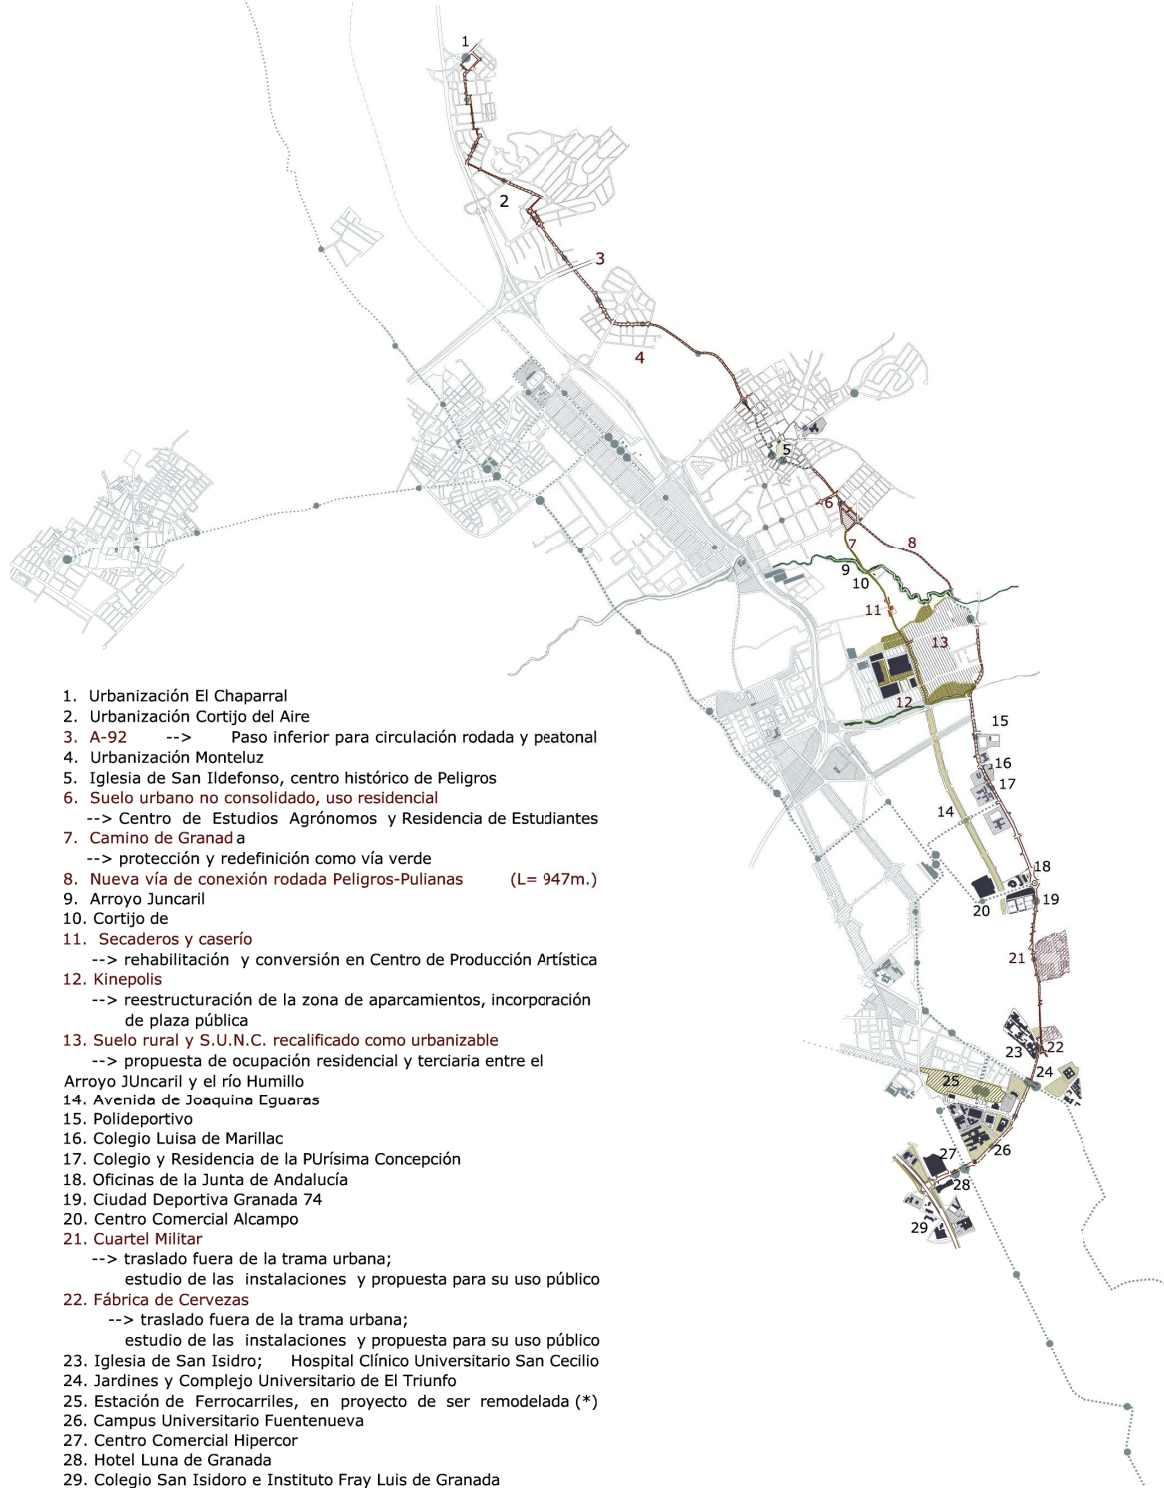 1
2
3
4
5
6
7
8
9
10
11
13
12
15
16
17
14
18
20
19
21
23
22
24
25
26
27
28
29
1. Urbanización El Chaparral
2. Urbanización Cortijo del Aire
3. A-92 --> Paso inferior para circulación rodada y peatonal
4. Urbanización Monteluz
5. Iglesia de San Ildefonso, centro histórico de Peligros
6. Suelo urbano no consolidado, uso residencial
--> Centro de Estudios Agrónomos y Residencia de Estudiantes
7. Camino de Granad a
--> protección y redefinición como vía verde
8. Nueva vía de conexión rodada Peligros-Pulianas (L= 947m.)
9. Arroyo Juncaril
10. Cortijo de
11. Secaderos y caserío
--> rehabilitación y conversión en Centro de Producción Artística
12. Kinepolis
--> reestructuración de la zona de aparcamientos, incorporación
de plaza pública
13. Suelo rural y S.U.N.C. recalificado como urbanizable
--> propuesta de ocupación residencial y terciaria entre el
Arroyo JUncaril y el río Humillo
14. Avenida de Joaquina Eguaras
15. Polideportivo
16. Colegio Luisa de Marillac
17. Colegio y Residencia de la PUrísima Concepción
18. Oficinas de la Junta de Andalucía
19. Ciudad Deportiva Granada 74
20. Centro Comercial Alcampo
21. Cuartel Militar
--> traslado fuera de la trama urbana;
estudio de las instalaciones y propuesta para su uso público
22. Fábrica de Cervezas
--> traslado fuera de la trama urbana;
estudio de las instalaciones y propuesta para su uso público
23. Iglesia de San Isidro; Hospital Clínico Universitario San Cecilio
24. Jardines y Complejo Universitario de El Triunfo
25. Estación de Ferrocarriles, en proyecto de ser remodelada (*)
26. Campus Universitario Fuentenueva
27. Centro Comercial Hipercor
28. Hotel Luna de Granada
29. Colegio San Isidoro e Instituto Fray Luis de Granada